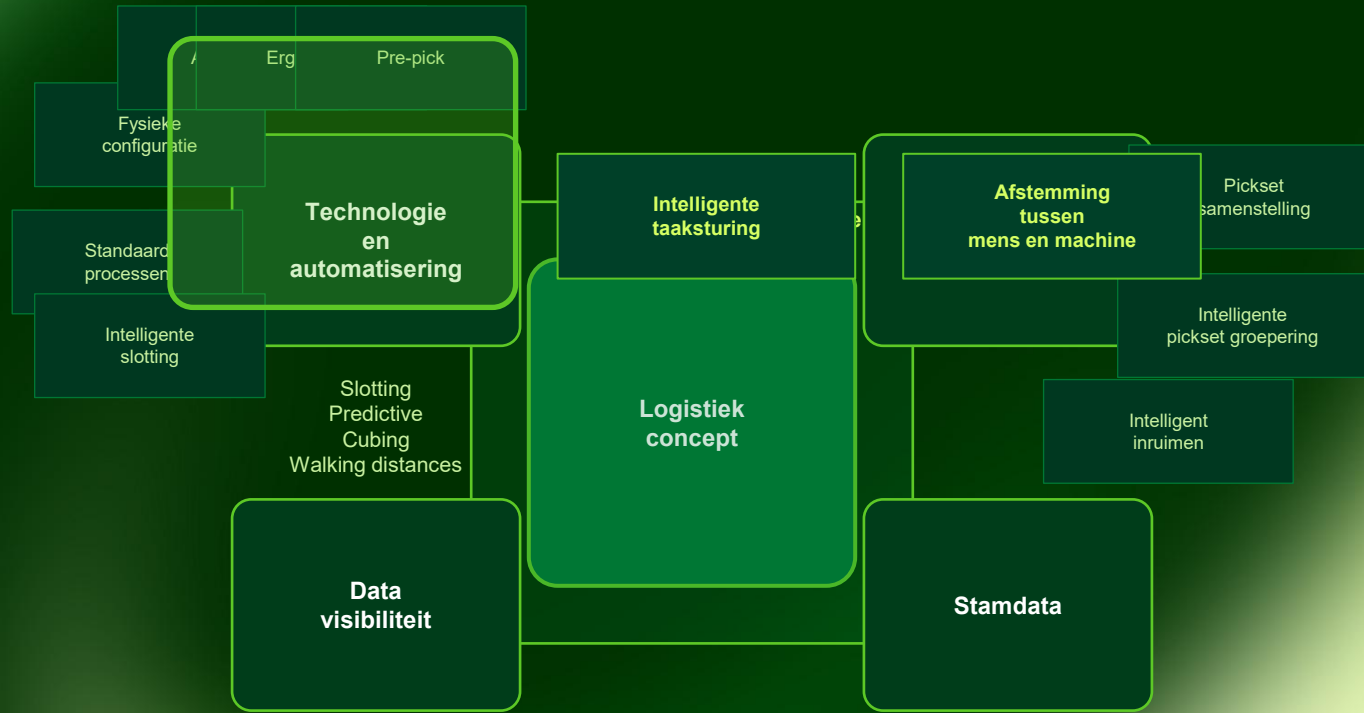 Erg
Pre-pick
Fysieke
configuratie
Technologie
en
automatisering
Intelligente
taaksturing
Afstemming
tussen
mens en machine
Pickset
samenstelling
Standaard
processen
Intelligente
slotting
Intelligente
pickset groepering
Slotting
Predictive
Cubing
Walking distances
Logistiek
concept
Intelligent
inruimen
Data
visibiliteit
Stamdata